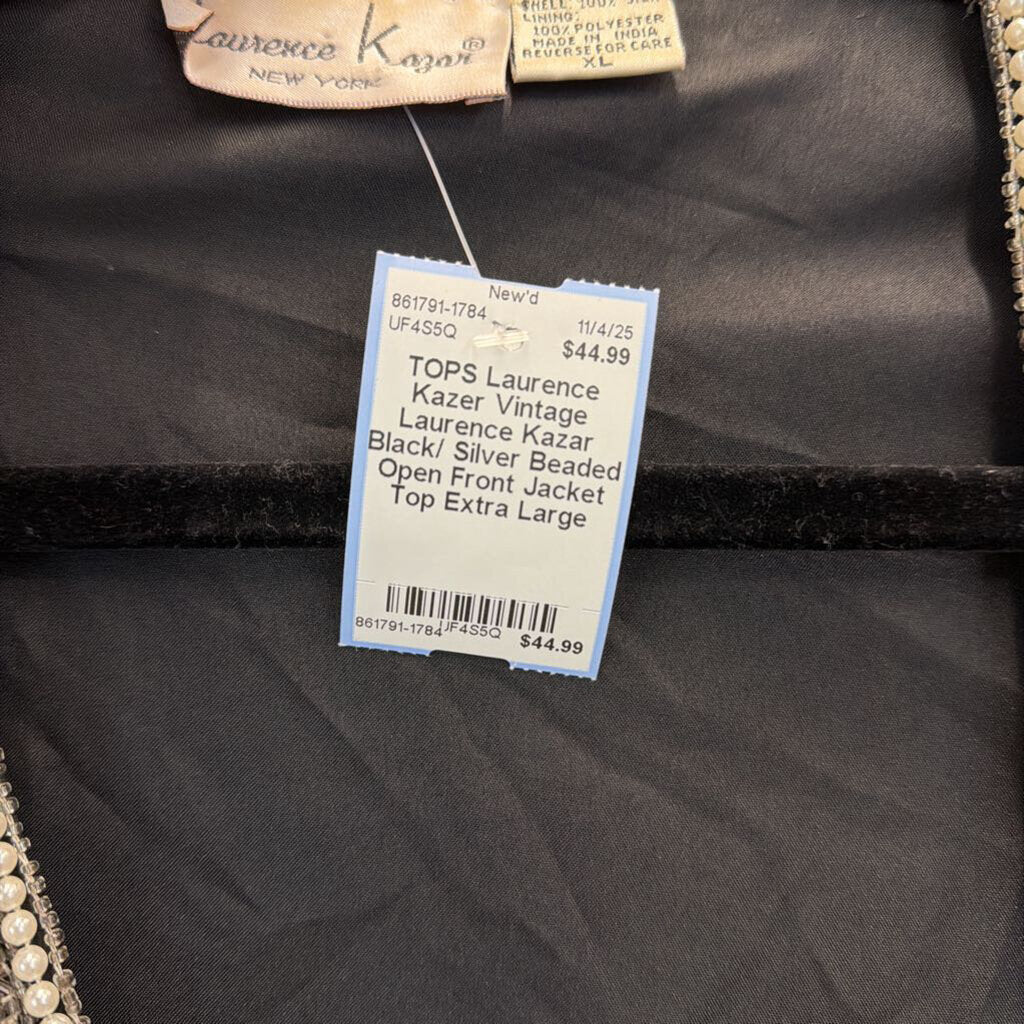 Laurence Kazar®
NEW YORK
SHELL: 100% SILK
LINING:
100% POLYESTER
MADE IN INDIA
REVERSE FOR CARE
XL
New'd
861791-1784
UF4S5Q
11/4/25
$44.99
TOPS Laurence
Kazer Vintage
Laurence Kazar
Black/ Silver Beaded
Open Front Jacket
Top Extra Large
861791-1784 UF4S5Q $44.99